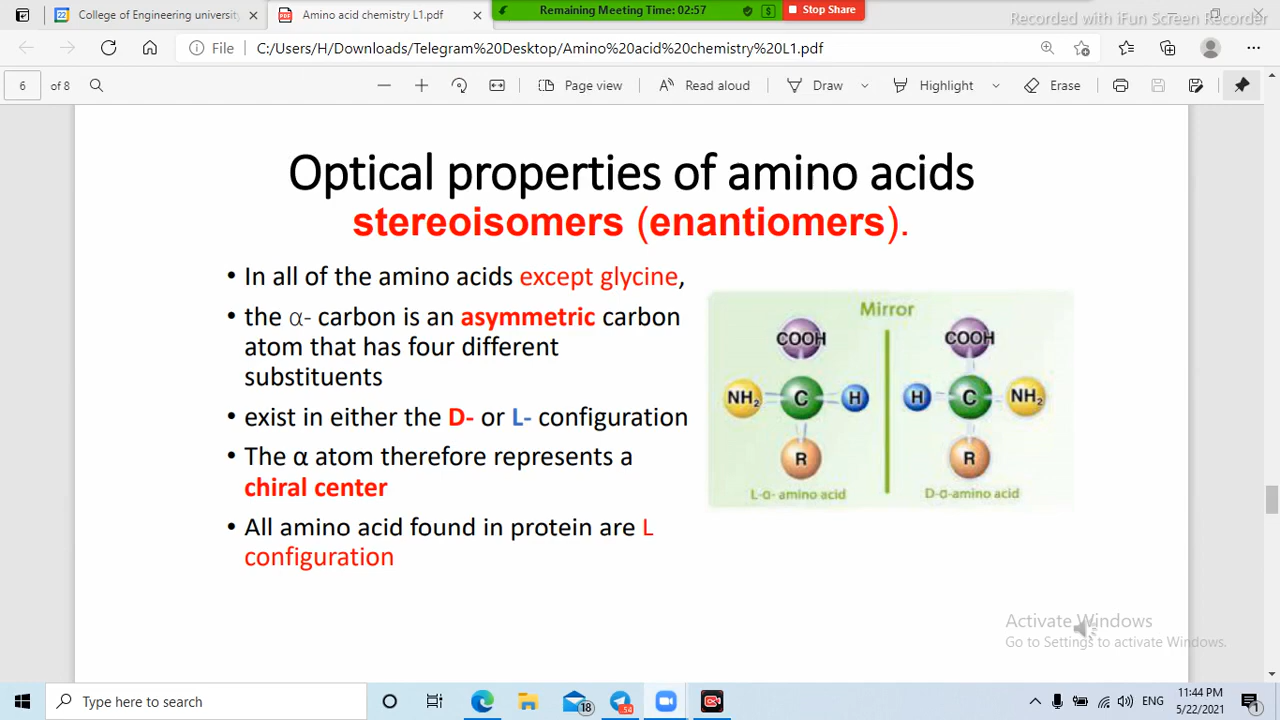 College of Engineering universit
Amino acid chemistry L1.pdf
Remaining Meeting Time: 02:57
Stop Share
Recorded with iFun Screen Recorder
File
C:/Users/H/Downloads/Telegram%20Desktop/Amino%20acid%20chemistry%20L1.pdf
6 of 8
Page view
Read aloud
Draw
Highlight
Erase
Optical properties of amino acids
stereoisomers (enantiomers).
• In all of the amino acids except glycine,
• the α- carbon is an asymmetric carbon
atom that has four different
substituents
• exist in either the D- or L- configuration
• The α atom therefore represents a
chiral center
• All amino acid found in protein are L
configuration
Mirror
COOH COOH
NH₂ C H H C NH₂
R R
L-α- amino acid D-α-amino acid
Activate Windows
Go to Settings to activate Windows.
Type here to search
18
54
ENG
11:44 PM
5/22/2021
1